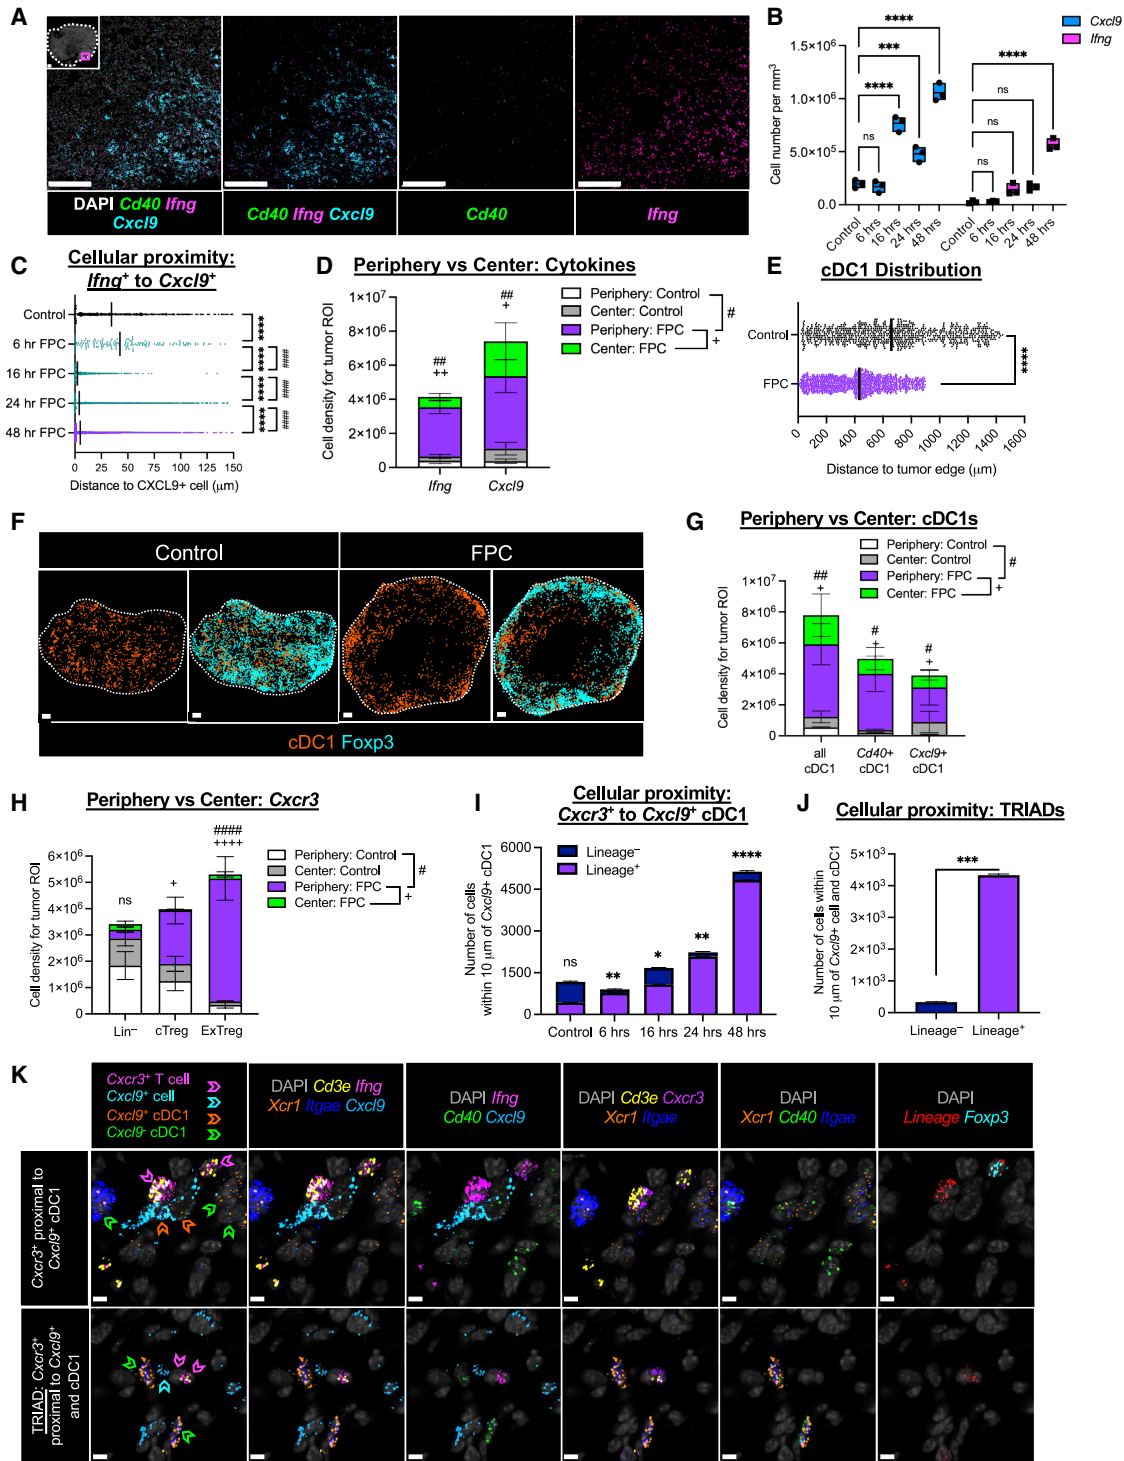 A
DAPI Cd40 Ifng
Cxcl9
Cd40 Ifng Cxcl9
Cd40
Ifng
B
Cxcl9
Ifng
Cell number per mm3
1.5×10⁶
1.0×10⁶
5.0×10⁵
0
****
***
****
ns
****
ns
ns
ns
Control
6 hrs
16 hrs
24 hrs
48 hrs
Control
6 hrs
16 hrs
24 hrs
48 hrs
C
Cellular proximity:
Ifng⁺ to Cxcl9⁺
Control
6 hr FPC
16 hr FPC
24 hr FPC
48 hr FPC
****
****
****
****
####
####
####
0 25 50 75 100 125 150
Distance to CXCL9+ cell (μm)
D
Periphery vs Center: Cytokines
Cell density for tumor ROI
1×10⁷
8×10⁶
6×10⁶
4×10⁶
2×10⁶
0
##
++
##
+
Ifng Cxcl9
Periphery: Control
Center: Control
Periphery: FPC
Center: FPC
#
+
E
cDC1 Distribution
Control
FPC
****
0 200 400 600 800 1000 1200 1400 1600
Distance to tumor edge (μm)
F
Control FPC
cDC1 Foxp3
G
Periphery vs Center: cDC1s
Periphery: Control
Center: Control
Periphery: FPC
Center: FPC
#
+
Cell density for tumor ROI
1×10⁷
8×10⁶
6×10⁶
4×10⁶
2×10⁶
0
##
+
#
+
#
+
all
cDC1
Cd40+
cDC1
Cxcl9+
cDC1
H
Periphery vs Center: Cxcr3
Cell density for tumor ROI
6×10⁶
5×10⁶
4×10⁶
3×10⁶
2×10⁶
1×10⁶
0
ns
+
####
++++
Lin⁻ cTreg ExTreg
Periphery: Control
Center: Control
Periphery: FPC
Center: FPC
#
+
I
Cellular proximity:
Cxcr3⁺ to Cxcl9⁺ cDC1
Number of cells
within 10 μm of Cxcl9+ cDC1
6000
4500
3000
1500
0
Lineage⁻
Lineage⁺
ns
**
*
**
****
Control 6 hrs 16 hrs 24 hrs 48 hrs
J
Cellular proximity: TRIADs
Number of cells within
10 μm of Cxcl9+ cell and cDC1
5×10³
4×10³
3×10³
2×10³
1×10³
0
***
Lineage⁻ Lineage⁺
K
Cxcr3⁺ T cell
Cxcl9⁺ cell
Cxcl9⁺ cDC1
Cxcl9⁻ cDC1
DAPI Cd3e Ifng
Xcr1 Itgae Cxcl9
DAPI Ifng
Cd40 Cxcl9
DAPI Cd3e Cxcr3
Xcr1 Itgae
DAPI
Xcr1 Cd40 Itgae
DAPI
Lineage Foxp3
Cxcr3⁺ proximal to
Cxcl9⁺ cDC1
TRIAD: Cxcr3⁺
proximal to Cxcl9⁺
and cDC1